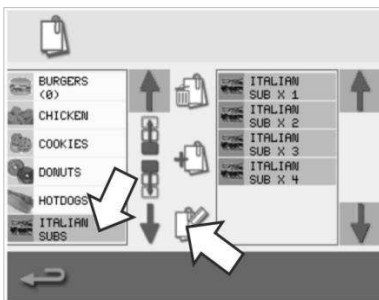 BURGERS
(0)
CHICKEN
COOKIES
DONUTS
HOTDOGS
ITALIAN
SUBS
ITALIAN
SUB X 1
ITALIAN
SUB X 2
ITALIAN
SUB X 3
ITALIAN
SUB X 4